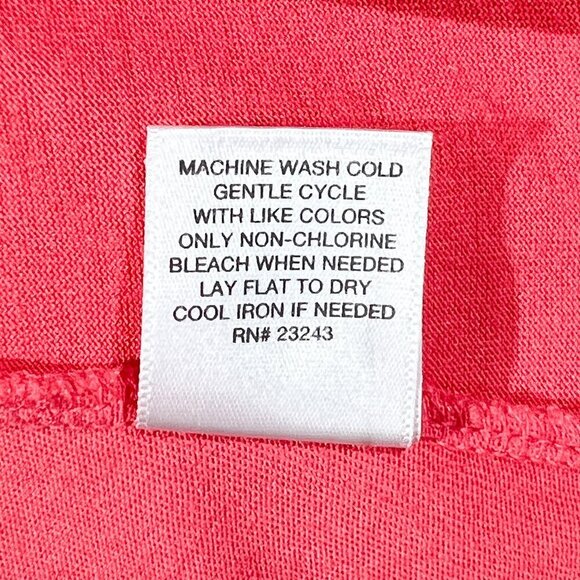 MACHINE WASH COLD
GENTLE CYCLE
WITH LIKE COLORS
ONLY NON-CHLORINE
BLEACH WHEN NEEDED
LAY FLAT TO DRY
COOL IRON IF NEEDED
RN# 23243